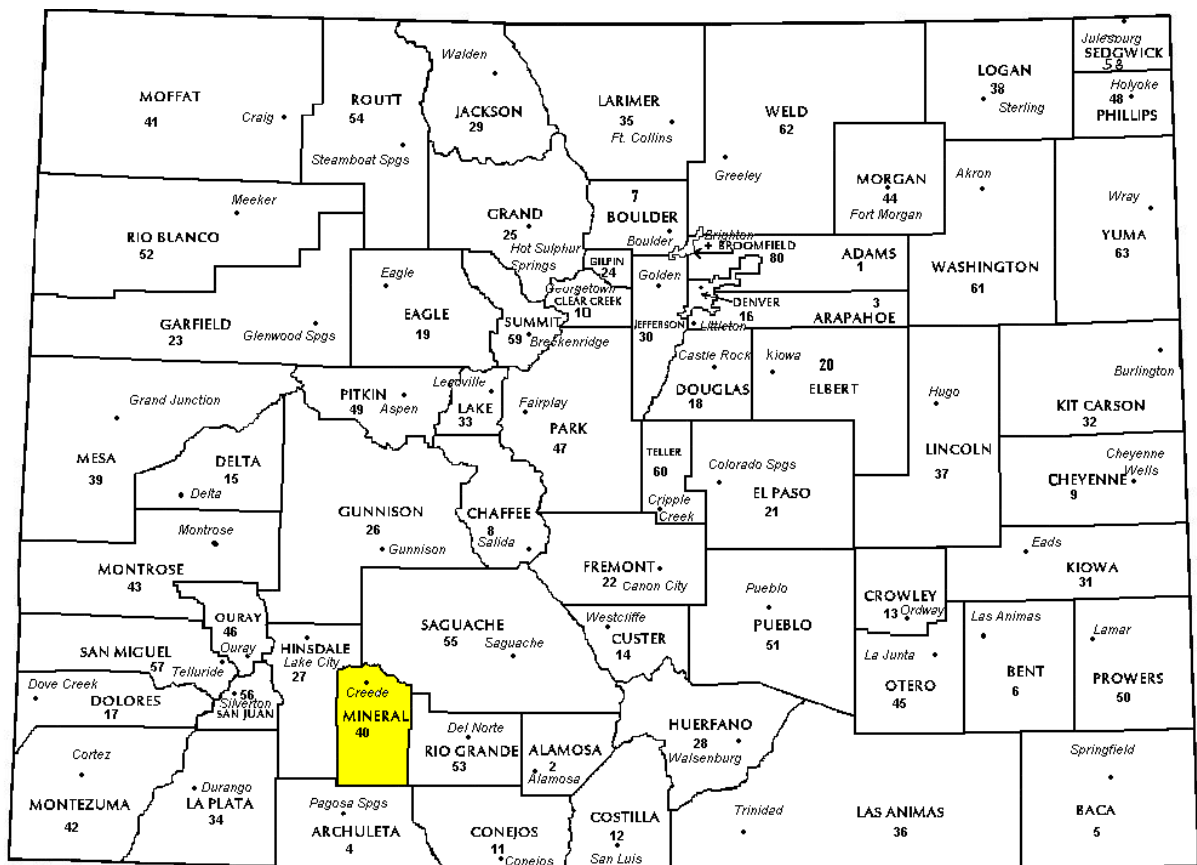 MOFFAT
41
Craig
ROUTT
54
Steamboat Spgs
Walden
JACKSON
29
LARIMER
35
Ft. Collins
WELD
62
Greeley
LOGAN
38
Sterling
Julesburg
SEDGWICK
58
Holyoke
48
PHILLIPS
Meeker
RIO BLANCO
52
GRAND
25
Hot Sulphur
Springs
7
BOULDER
Boulder
MORGAN
44
Fort Morgan
Akron
WASHINGTON
61
Wray
YUMA
63
Brighton
+ BROOMFIELD
80
ADAMS
1
GILPIN
24
Golden
JEFFERSON
30
Georgetown
CLEAR CREEK
10
DENVER
16
3
ARAPAHOE
Littleton
GARFIELD
23
Glenwood Spgs
Eagle
EAGLE
19
SUMMIT
59
Breckenridge
Castle Rock
DOUGLAS
18
Kiowa
20
ELBERT
Hugo
LINCOLN
37
Burlington
KIT CARSON
32
Grand Junction
MESA
39
PITKIN
49
Aspen
Leadville
LAKE
33
Fairplay
PARK
47
TELLER
60
Cripple
Creek
Colorado Spgs
EL PASO
21
Cheyenne
Wells
CHEYENNE
9
DELTA
15
Delta
GUNNISON
26
Gunnison
CHAFFEE
8
Salida
Montrose
MONTROSE
43
FREMONT
22
Canon City
Pueblo
PUEBLO
51
CROWLEY
13
Ordway
Eads
KIOWA
31
OURAY
46
Ouray
SAN MIGUEL
57
Telluride
HINSDALE
Lake City
27
SAGUACHE
55
Saguache
Westcliffe
CUSTER
14
La Junta
OTERO
45
Las Animas
BENT
6
Lamar
PROWERS
50
Dove Creek
DOLORES
17
56
Silverton
SAN JUAN
Creede
MINERAL
40
Del Norte
RIO GRANDE
53
ALAMOSA
2
Alamosa
HUERFANO
28
Walsenburg
Cortez
MONTEZUMA
42
Durango
LA PLATA
34
Pagosa Spgs
ARCHULETA
4
CONEJOS
11
Conejos
COSTILLA
12
San Luis
Trinidad
LAS ANIMAS
36
Springfield
BACA
5